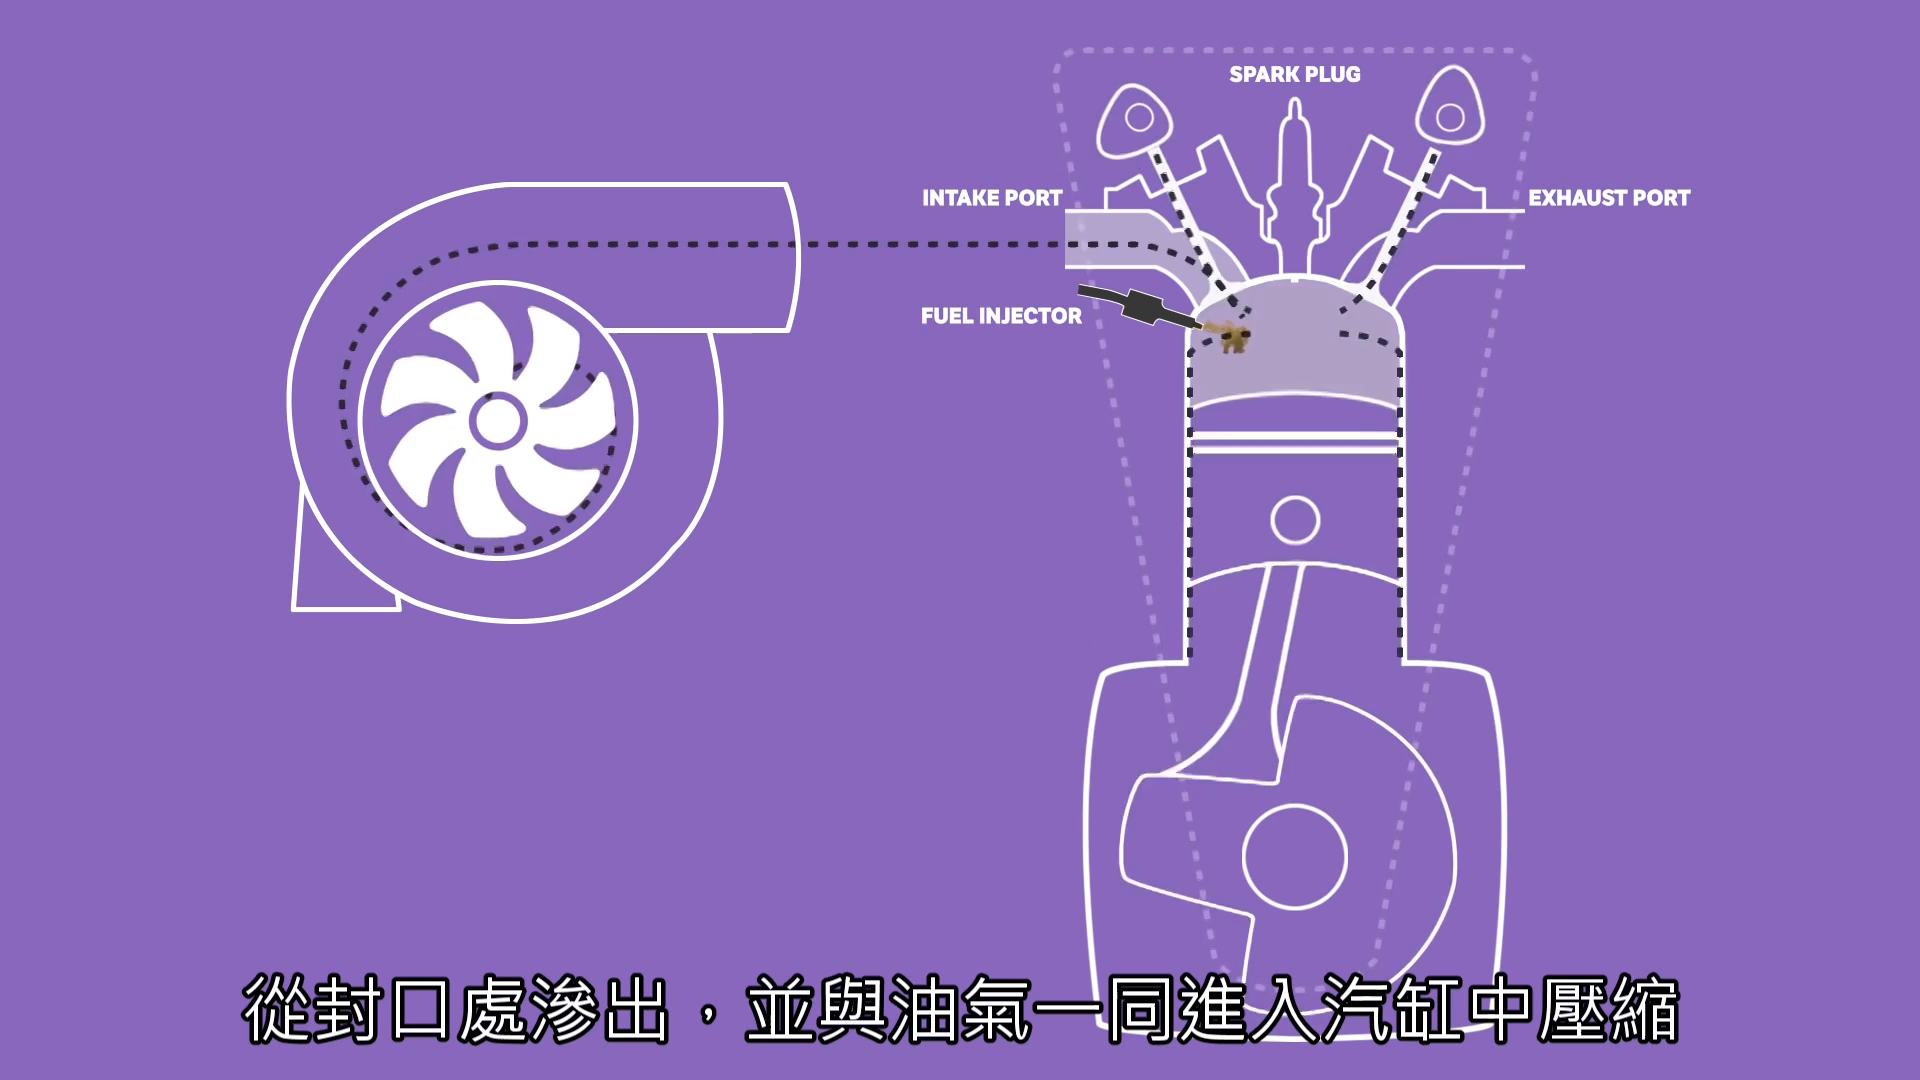 SPARK PLUG
INTAKE PORT
EXHAUST PORT
FUEL INJECTOR
從封口處滲出，並與油氣一同進入汽缸中壓縮